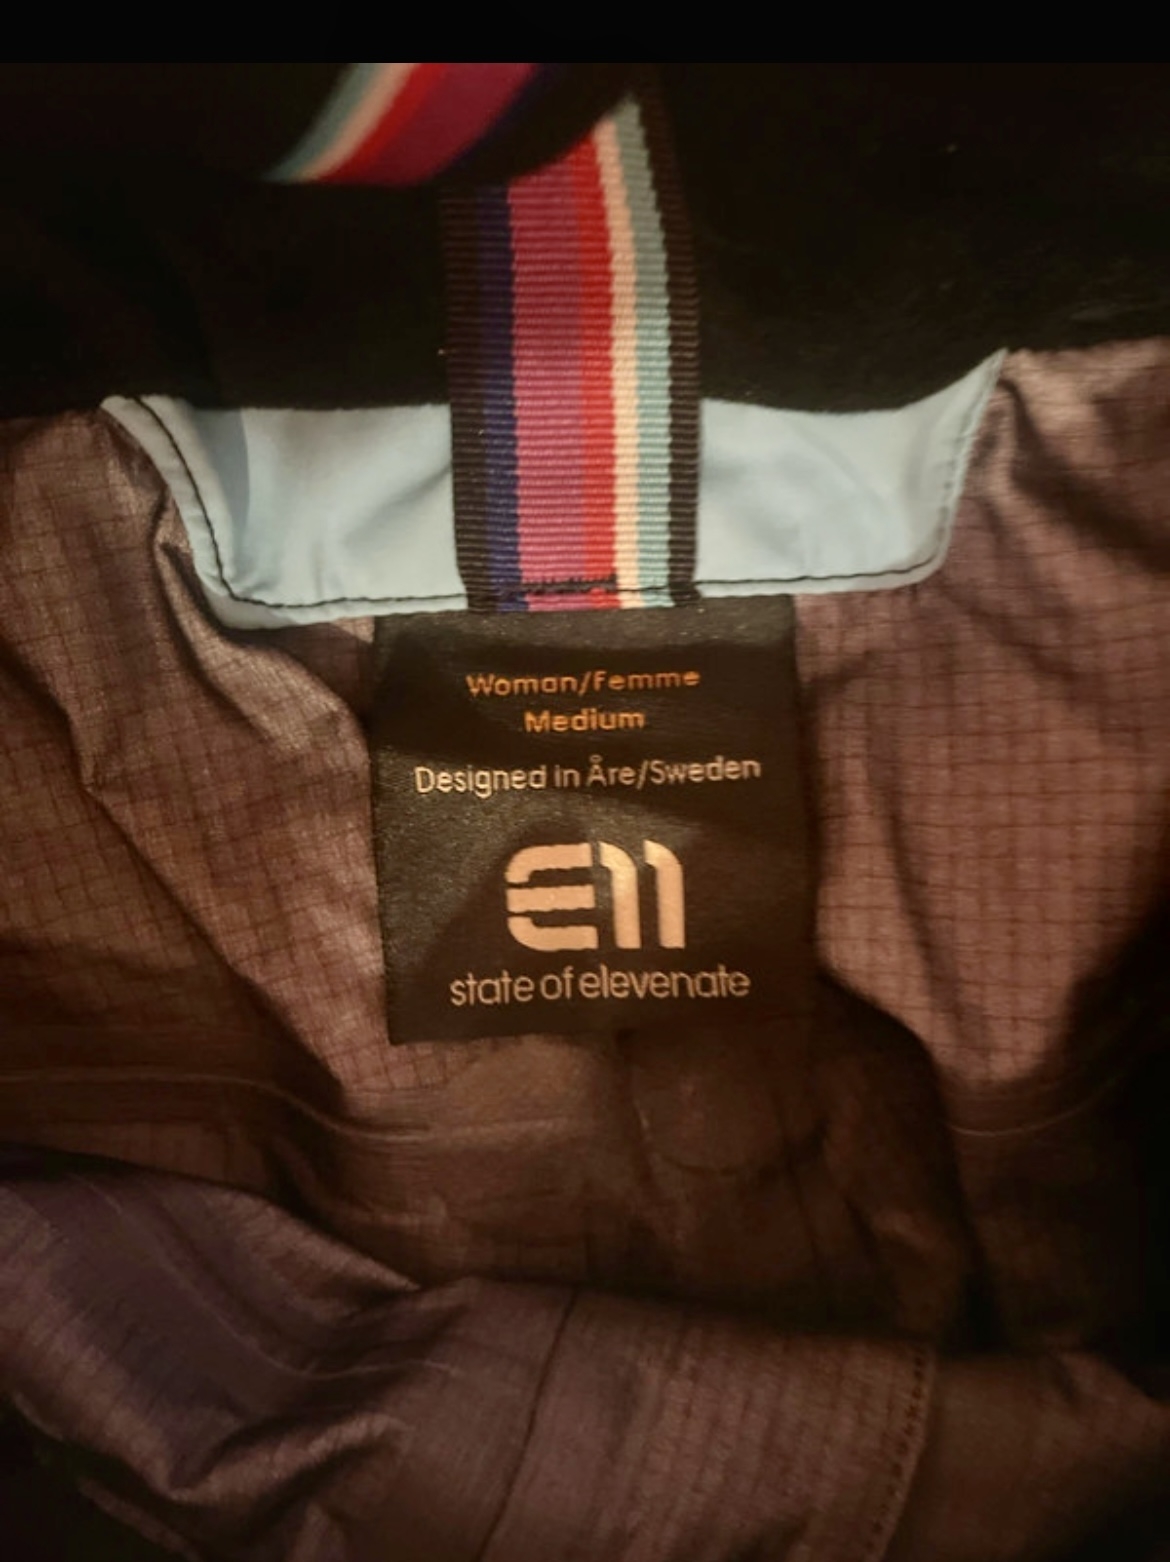 Woman/Femme
Medium
Designed in Åre/Sweden
E11
state of elevenate